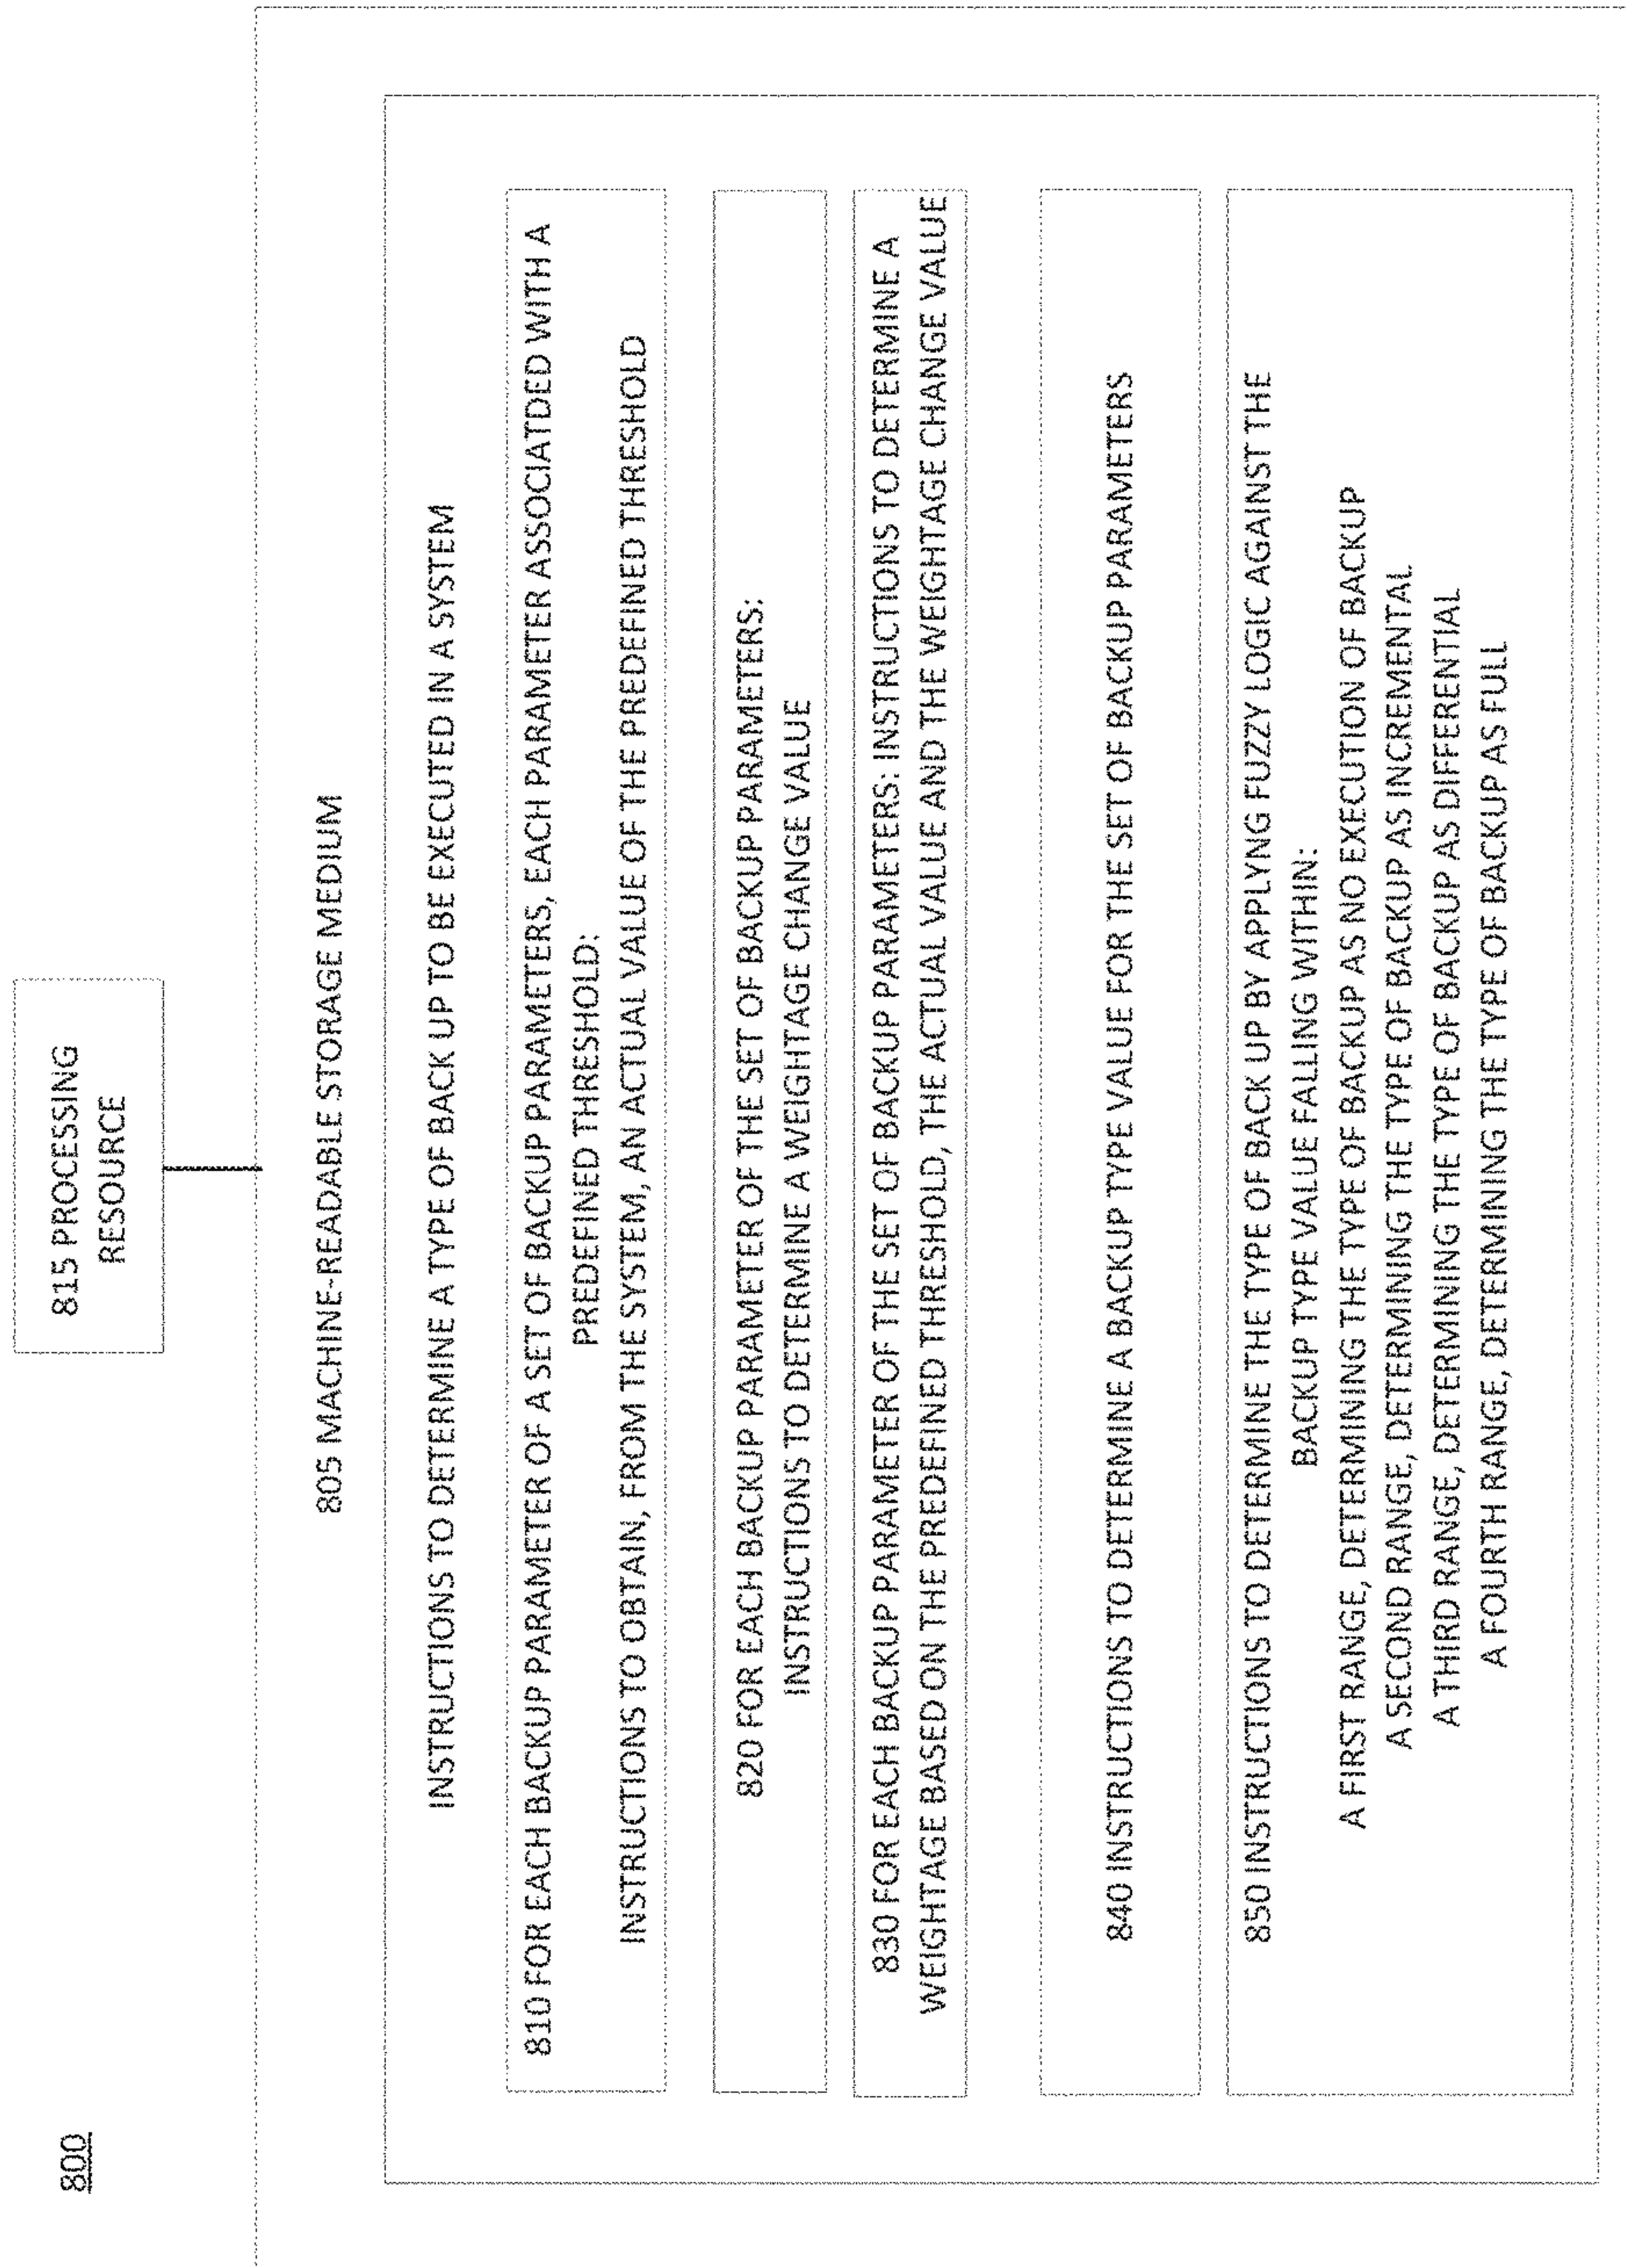 800
815 PROCESSING
RESOURCE
805 MACHINE-READABLE STORAGE MEDIUM
INSTRUCTIONS TO DETERMINE A TYPE OF BACK UP TO BE EXECUTED IN A SYSTEM
810 FOR EACH BACKUP PARAMETER OF A SET OF BACKUP PARAMETERS, EACH PARAMETER ASSOCIATDED WITH A
PREDEFINED THRESHOLD:
INSTRUCTIONS TO OBTAIN, FROM THE SYSTEM, AN ACTUAL VALUE OF THE PREDEFINED THRESHOLD
820 FOR EACH BACKUP PARAMETER OF THE SET OF BACKUP PARAMETERS:
INSTRUCTIONS TO DETERMINE A WEIGHTAGE CHANGE VALUE
830 FOR EACH BACKUP PARAMETER OF THE SET OF BACKUP PARAMETERS: INSTRUCTIONS TO DETERMINE A
WEIGHTAGE BASED ON THE PREDEFINED THRESHOLD, THE ACTUAL VALUE AND THE WEIGHTAGE CHANGE VALUE
840 INSTRUCTIONS TO DETERMINE A BACKUP TYPE VALUE FOR THE SET OF BACKUP PARAMETERS
850 INSTRUCTIONS TO DETERMINE THE TYPE OF BACK UP BY APPLYNG FUZZY LOGIC AGAINST THE
BACKUP TYPE VALUE FALLING WITHIN:
A FIRST RANGE, DETERMINING THE TYPE OF BACKUP AS NO EXECUTION OF BACKUP
A SECOND RANGE, DETERMINING THE TYPE OF BACKUP AS INCREMENTAL
A THIRD RANGE, DETERMINING THE TYPE OF BACKUP AS DIFFERENTIAL
A FOURTH RANGE, DETERMINING THE TYPE OF BACKUP AS FULL